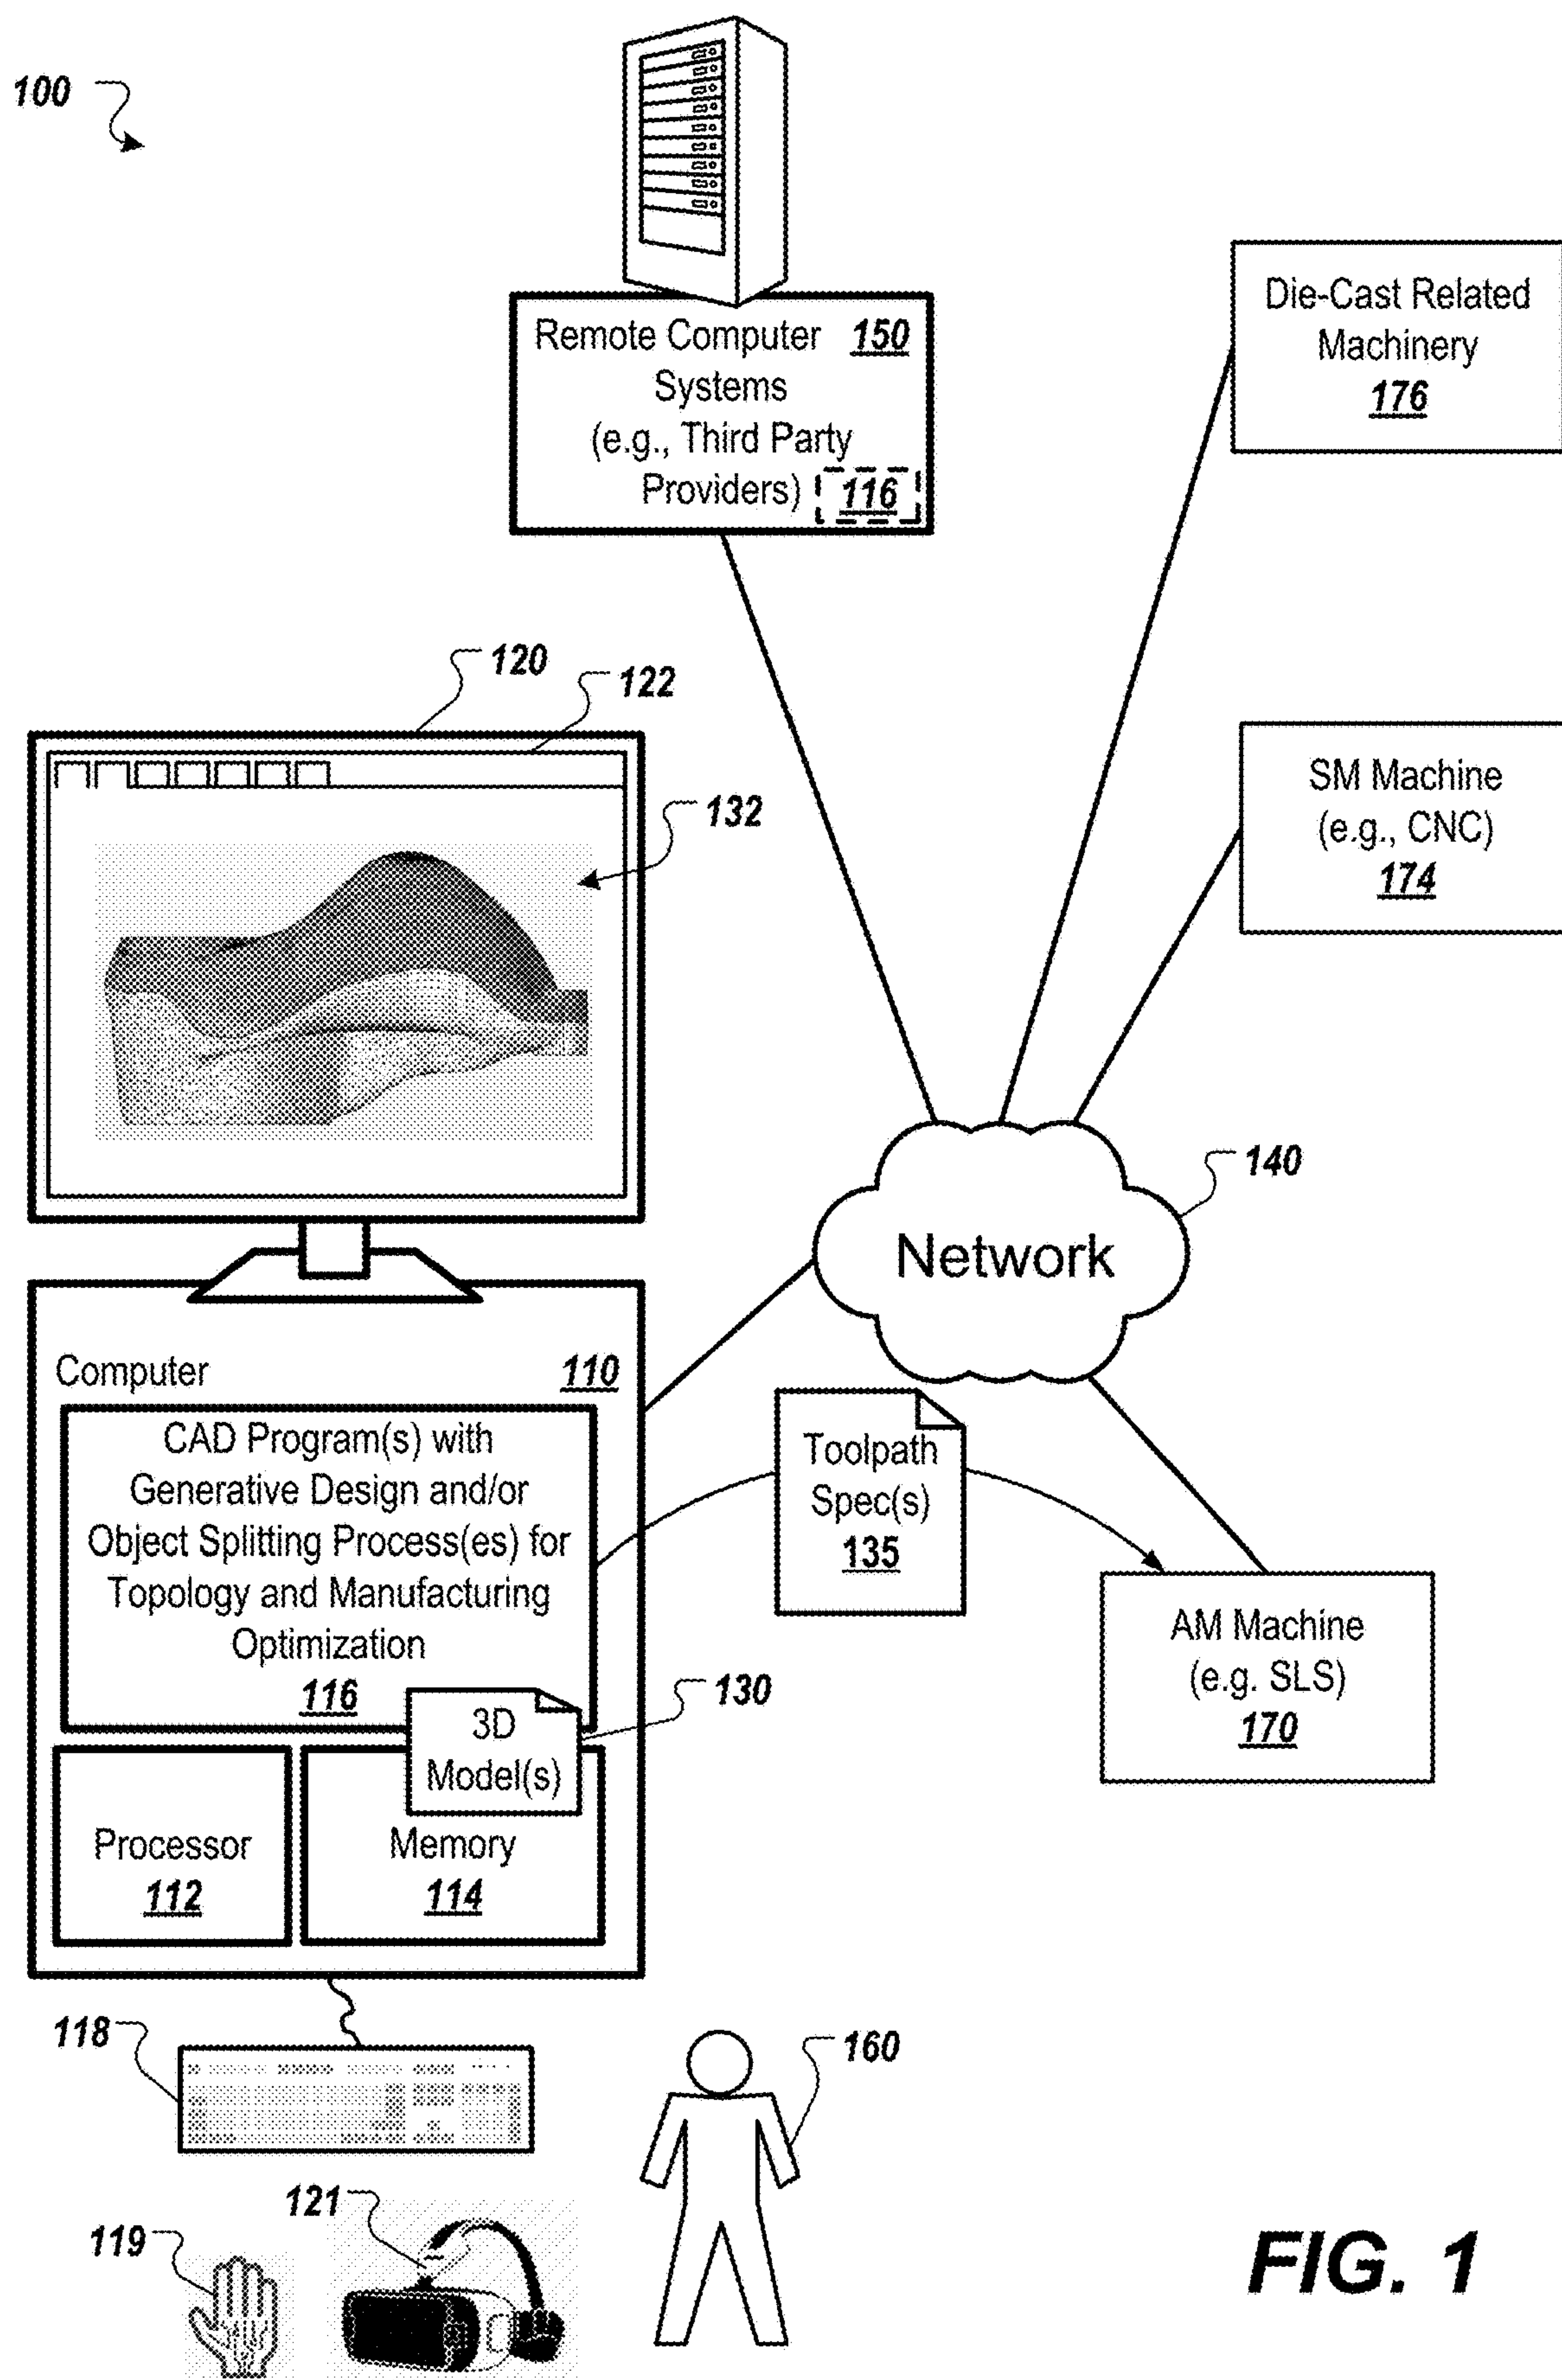 100
Remote Computer 150
Systems
(e.g., Third Party
Providers) 116
Die-Cast Related
Machinery
176
120
122
132
SM Machine
(e.g., CNC)
174
140
Network
Computer 110
CAD Program(s) with
Generative Design and/or
Object Splitting Process(es) for
Topology and Manufacturing
Optimization
116
Toolpath
Spec(s)
135
AM Machine
(e.g. SLS)
170
130
3D
Model(s)
Processor
112
Memory
114
118
160
121
119
FIG. 1